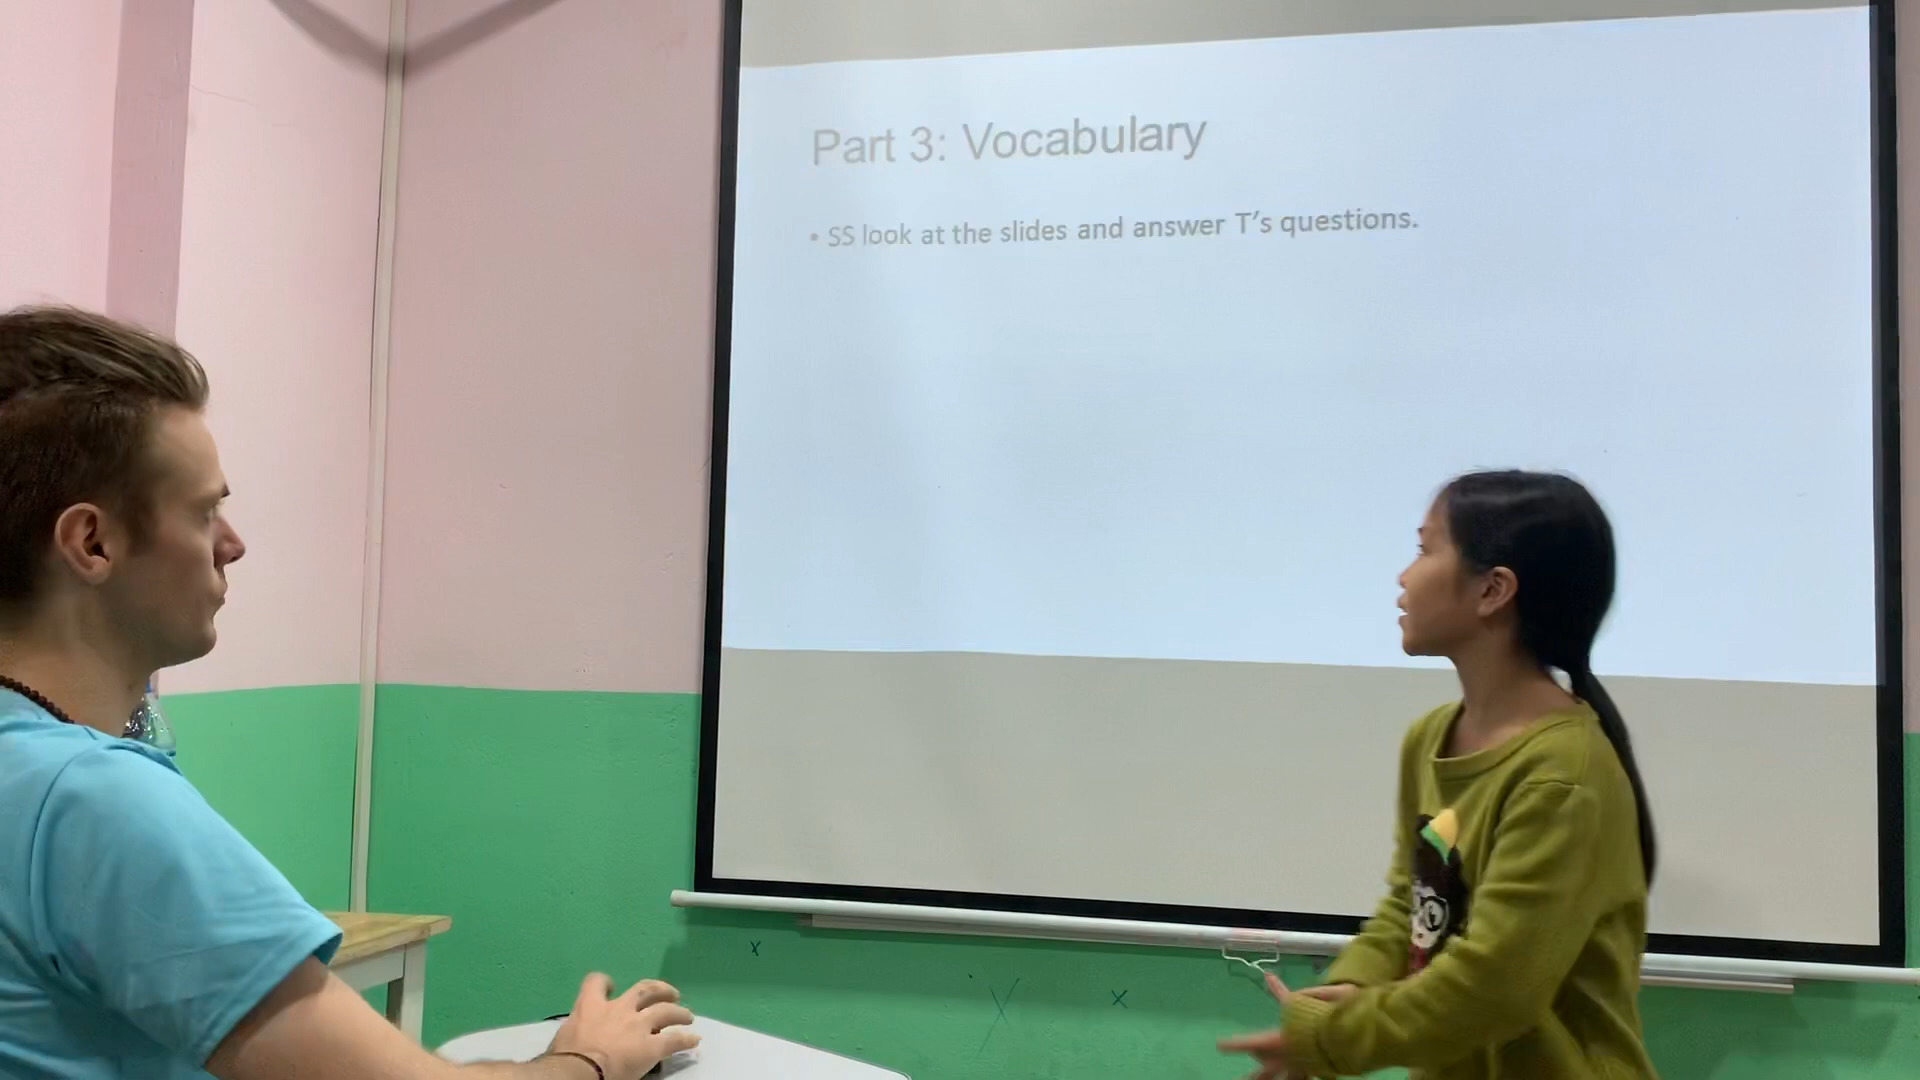 Part 3: Vocabulary
• SS look at the slides and answer T's questions.